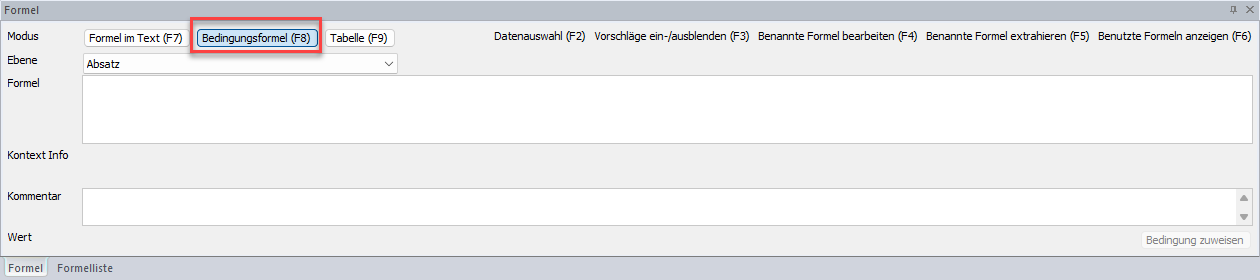 Formel
Modus Formel im Text (F7) Bedingungsformel (F8) Tabelle (F9) Datenauswahl (F2) Vorschläge ein-/ausblenden (F3) Benannte Formel bearbeiten (F4) Benannte Formel extrahieren (F5) Benutzte Formeln anzeigen (F6)
Ebene Absatz
Formel
Kontext Info
Kommentar
Wert Bedingung zuweisen
Formel Formelliste